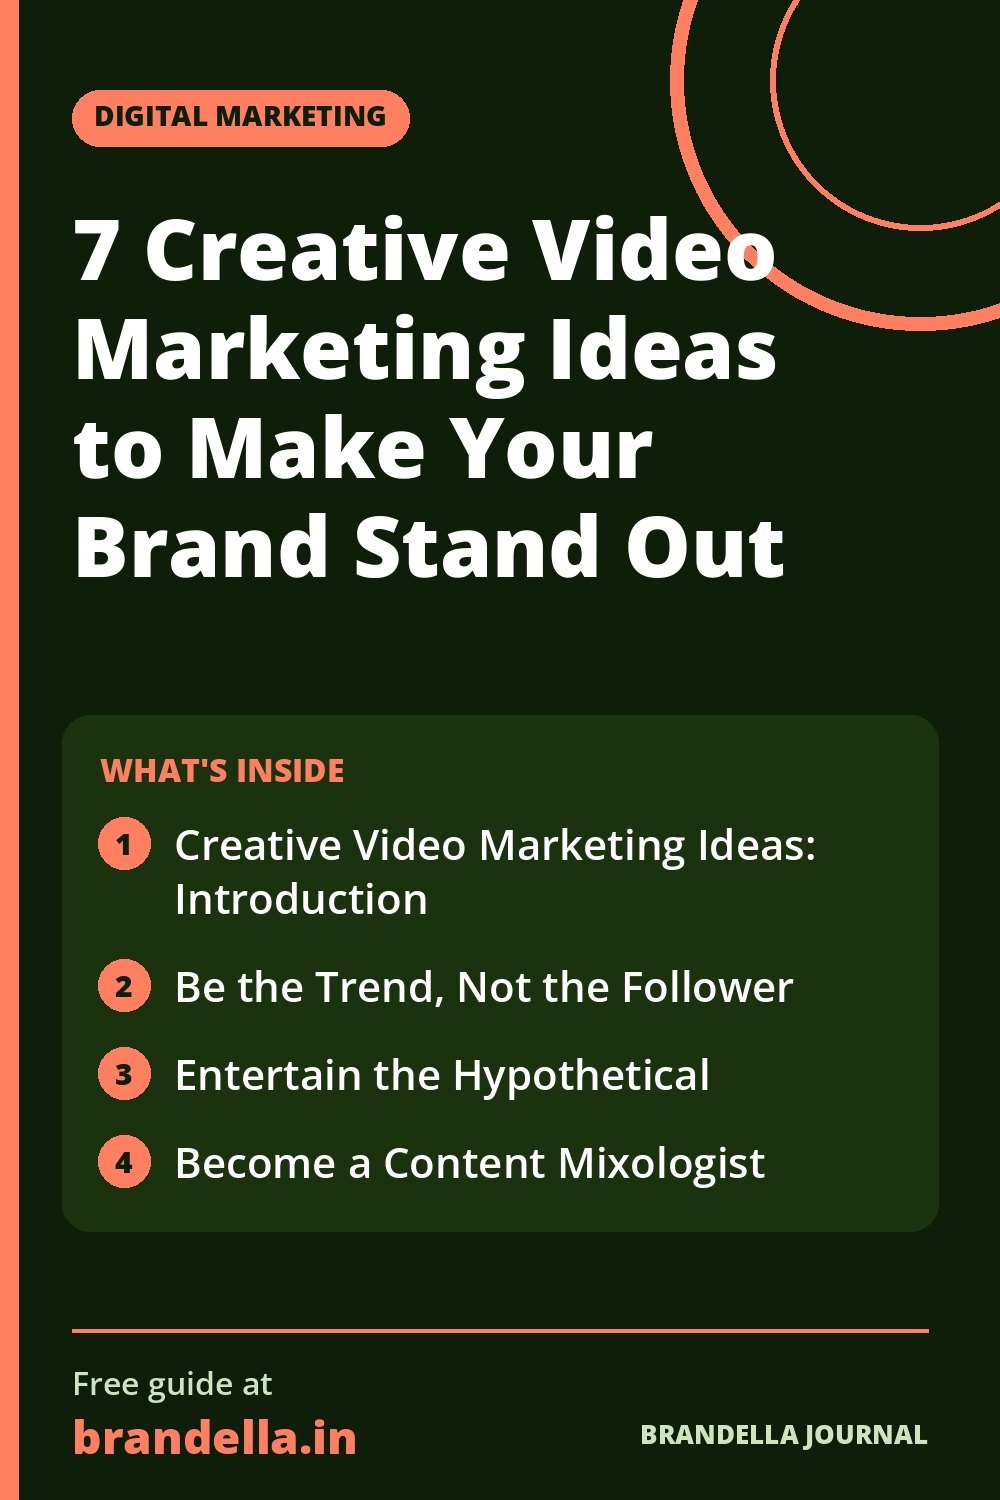 DIGITAL MARKETING
7 Creative Video
Marketing Ideas
to Make Your
Brand Stand Out
WHAT'S INSIDE
1 Creative Video Marketing Ideas:
Introduction
2 Be the Trend, Not the Follower
3 Entertain the Hypothetical
4 Become a Content Mixologist
Free guide at
brandella.in
BRANDELLA JOURNAL